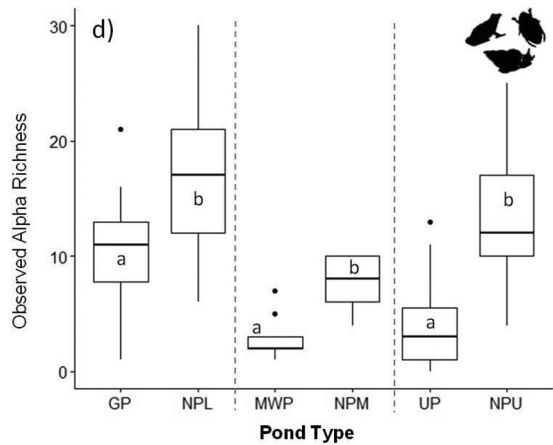 d)
Observed Alpha Richness
30
20
10
0
a
b
a
b
a
b
GP NPL MWP NPM UP NPU
Pond Type